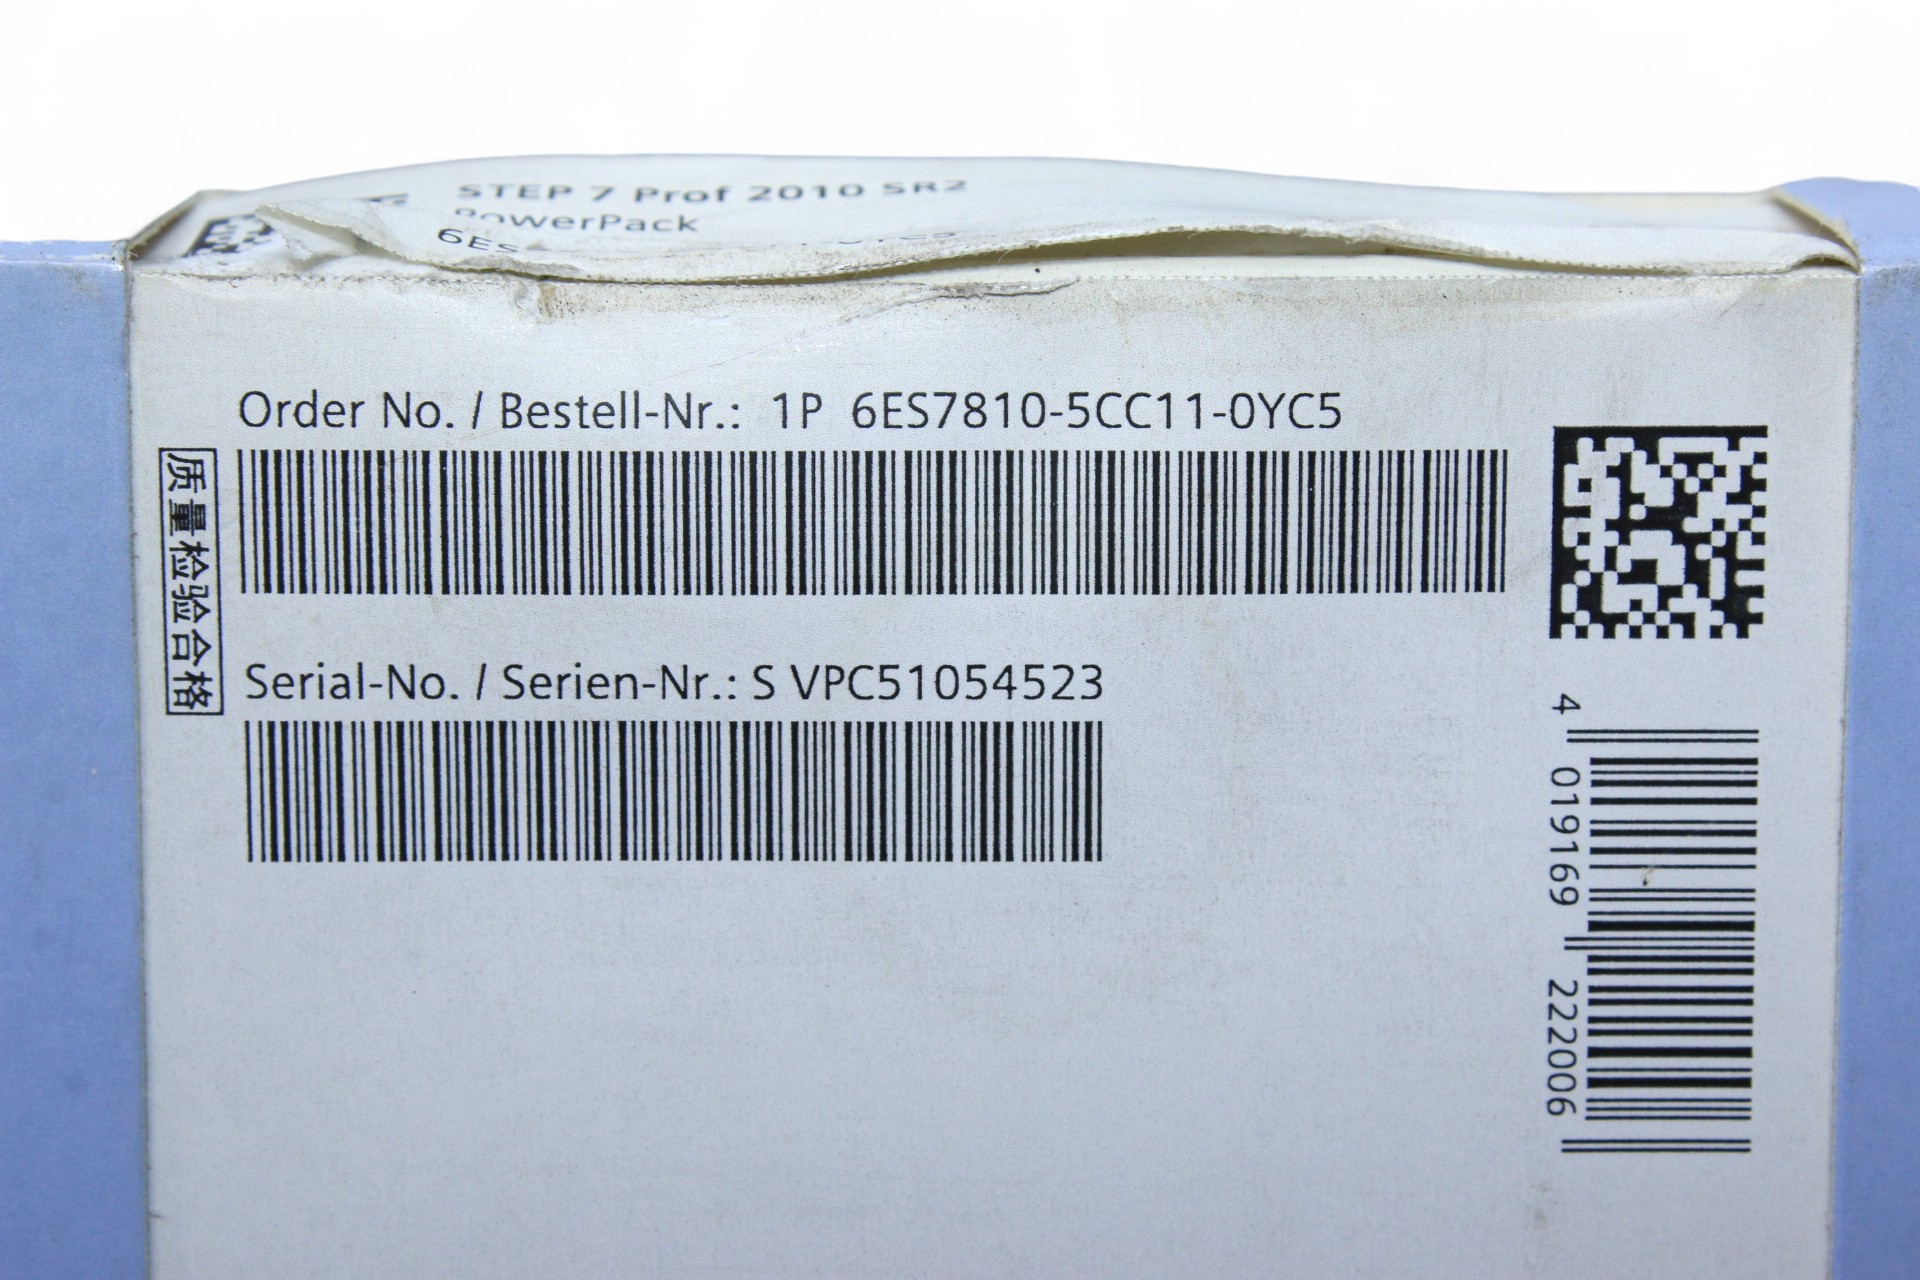 STEP 7 Prof 2010 SR2
PowerPack
Order No. / Bestell-Nr.: 1P 6ES7810-5CC11-0YC5
质量检验合格
Serial-No. / Serien-Nr.: S VPC51054523
4 019169 222006